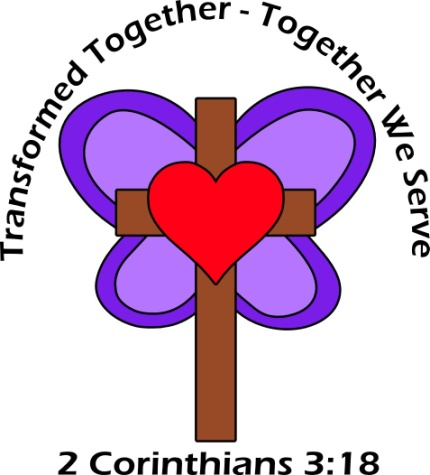 Transformed Together - Together We Serve
2 Corinthians 3:18